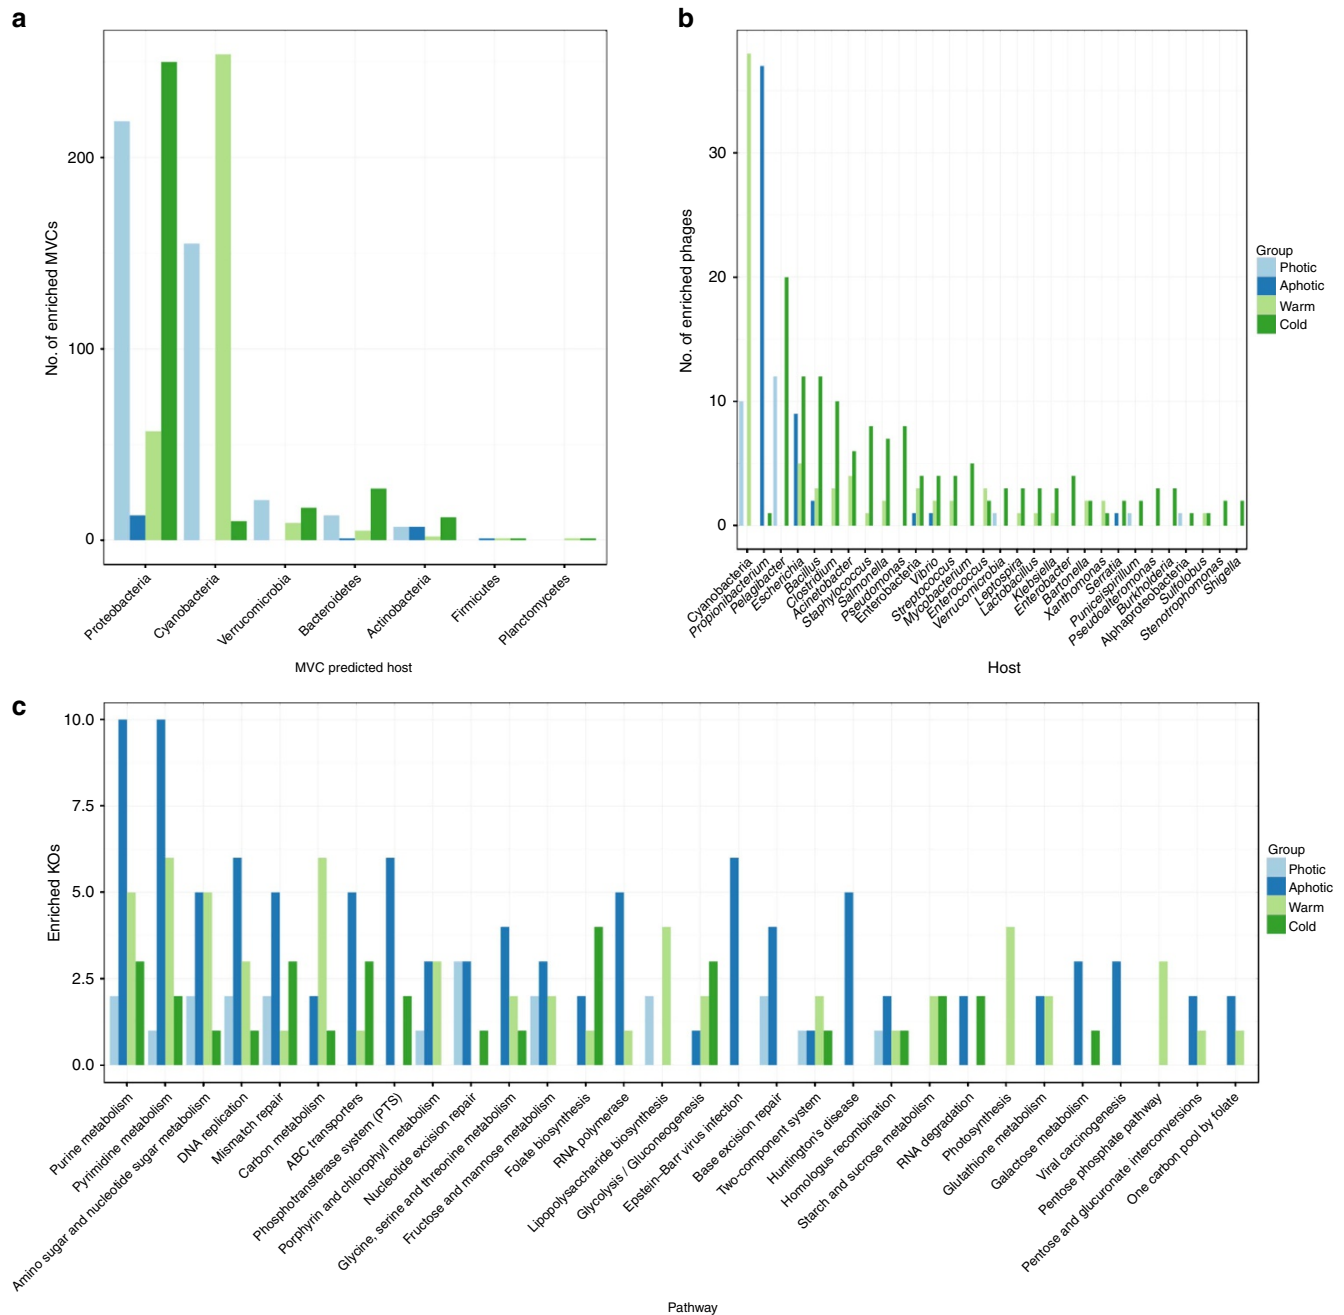 a
No. of enriched MVCs
200
100
0
Proteobacteria
Cyanobacteria
Verrucomicrobia
Bacteroidetes
Actinobacteria
Firmicutes
Planctomycetes
MVC predicted host
b
No. of enriched phages
30
20
10
0
Cyanobacteria
Propionibacterium
Pelagibacter
Escherichia
Bacillus
Clostridium
Acinetobacter
Staphylococcus
Salmonella
Pseudomonas
Enterobacteria
Vibrio
Streptococcus
Mycobacterium
Enterococcus
Verrucomicrobia
Leptospira
Lactobacillus
Klebsiella
Enterobacter
Bartonella
Xanthomonas
Serratia
Puniceispirillum
Pseudoalteromonas
Burkholderia
Alphaproteobacteria
Sulfolobus
Stenotrophomonas
Shigella
Host
Group
Photic
Aphotic
Warm
Cold
c
Enriched KOs
10.0
7.5
5.0
2.5
0.0
Purine metabolism
Pyrimidine metabolism
Amino sugar and nucleotide sugar metabolism
DNA replication
Mismatch repair
Carbon metabolism
ABC transporters
Phosphotransferase system (PTS)
Porphyrin and chlorophyll metabolism
Nucleotide excision repair
Glycine, serine and threonine metabolism
Fructose and mannose metabolism
Folate biosynthesis
RNA polymerase
Lipopolysaccharide biosynthesis
Glycolysis / Gluconeogenesis
Epstein–Barr virus infection
Base excision repair
Two-component system
Huntington's disease
Homologus recombination
Starch and sucrose metabolism
RNA degradation
Photosynthesis
Glutathione metabolism
Galactose metabolism
Viral carcinogenesis
Pentose phosphate pathway
Pentose and glucuronate interconversions
One carbon pool by folate
Pathway
Group
Photic
Aphotic
Warm
Cold